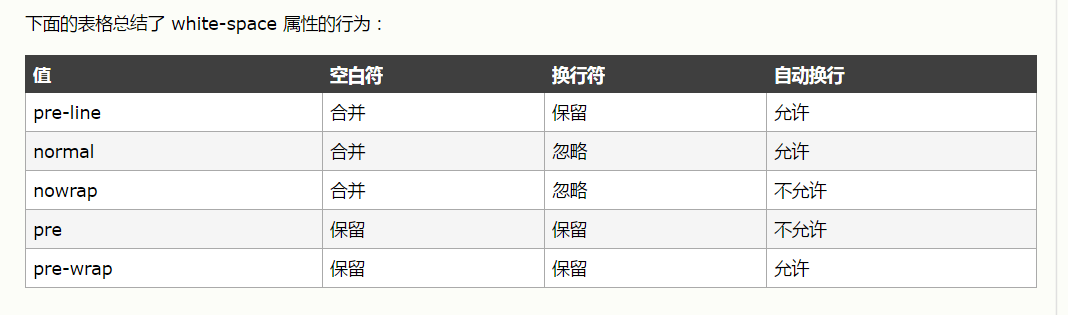 下面的表格总结了 white-space 属性的行为：
值 空白符 换行符 自动换行
pre-line 合并 保留 允许
normal 合并 忽略 允许
nowrap 合并 忽略 不允许
pre 保留 保留 不允许
pre-wrap 保留 保留 允许